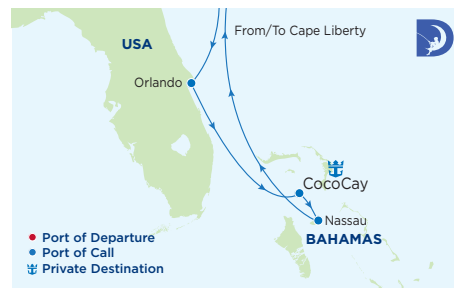 From/To Cape Liberty
USA
Orlando
CocoCay
Nassau
BAHAMAS
Port of Departure
Port of Call
Private Destination